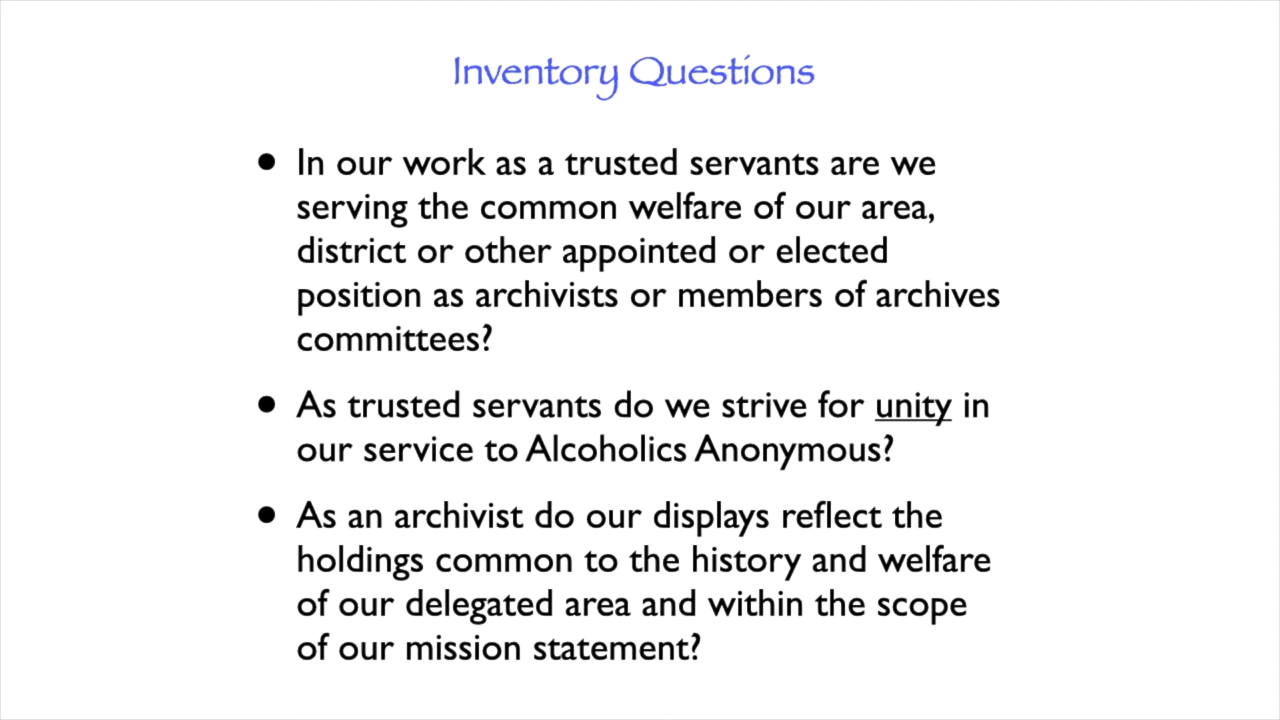 Inventory Questions
• In our work as a trusted servants are we
serving the common welfare of our area,
district or other appointed or elected
position as archivists or members of archives
committees?
• As trusted servants do we strive for unity in
our service to Alcoholics Anonymous?
• As an archivist do our displays reflect the
holdings common to the history and welfare
of our delegated area and within the scope
of our mission statement?